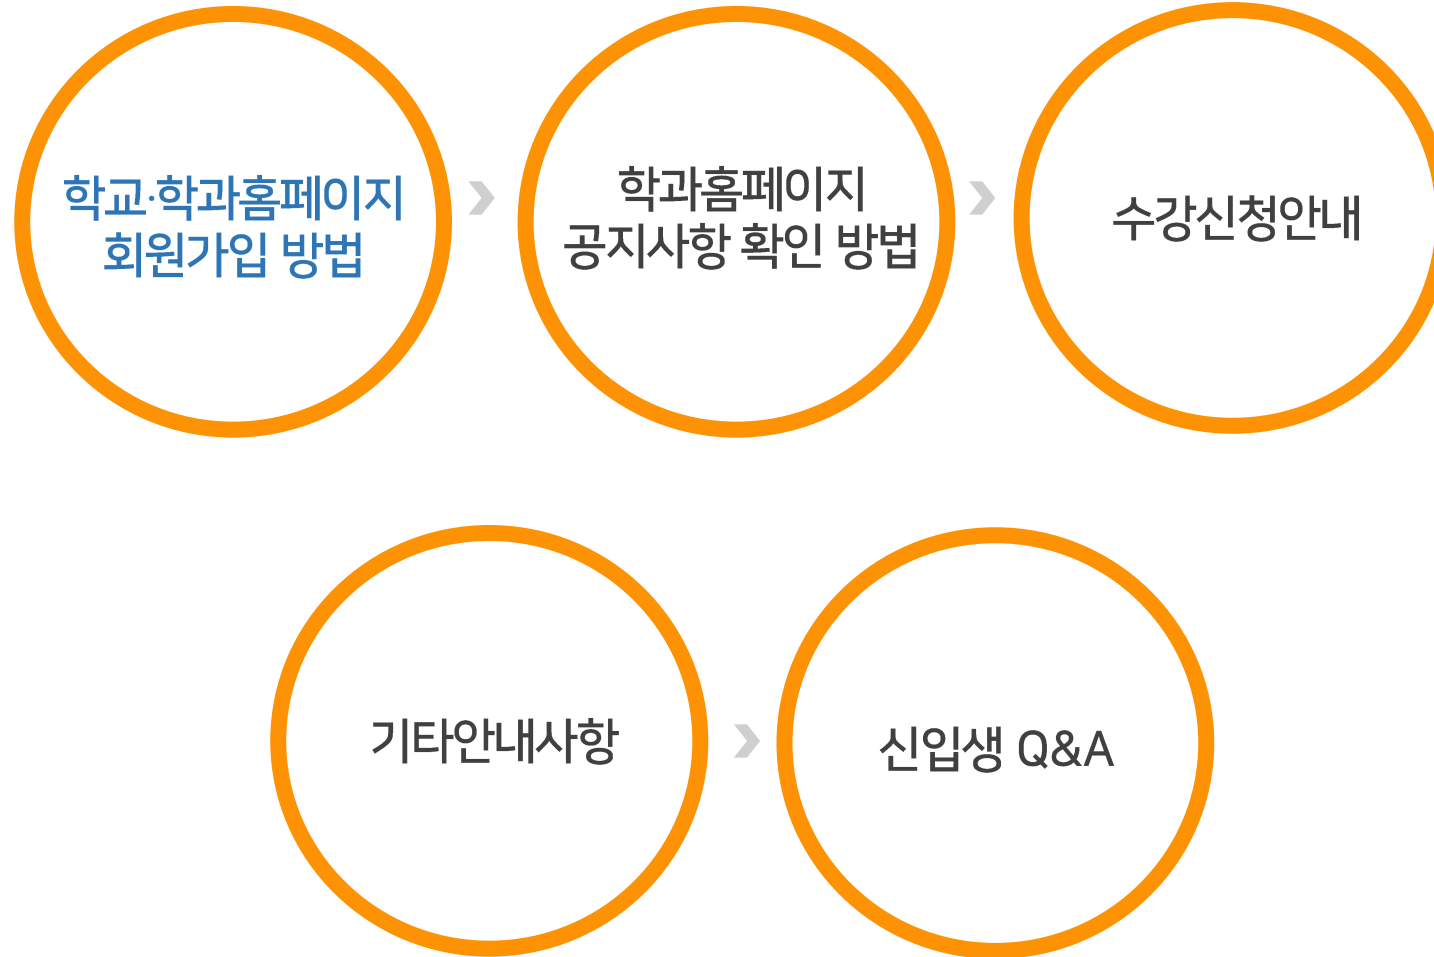 학교·학과홈페이지
회원가입 방법
학과홈페이지
공지사항 확인 방법
수강신청안내
기타안내사항
신입생 Q&A